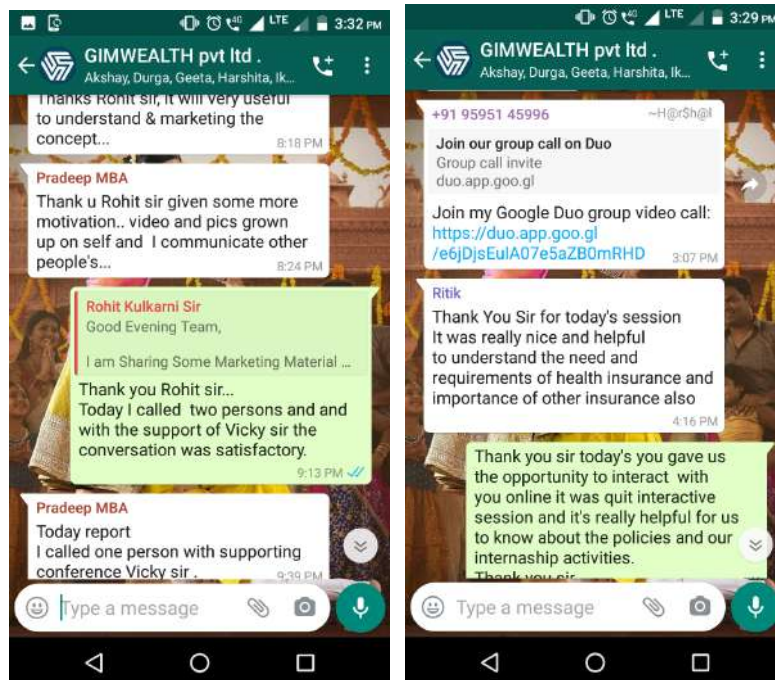 LTE
3:32 PM
GIMWEALTH pvt ltd .
Akshay, Durga, Geeta, Harshita, Ik...
Thanks Rohit sir, it will very useful
to understand & marketing the
concept...
8:18 PM
Pradeep MBA
Thank u Rohit sir given some more
motivation.. video and pics grown
up on self and I communicate other
people's...
8:24 PM
Rohit Kulkarni Sir
Good Evening Team,
I am Sharing Some Marketing Material ...
Thank you Rohit sir...
Today I called two persons and and
with the support of Vicky sir the
conversation was satisfactory.
9:13 PM
Pradeep MBA
Today report
I called one person with supporting
conference Vicky sir .
9:39 PM
Type a message
4G LTE
3:29 PM
GIMWEALTH pvt ltd .
Akshay, Durga, Geeta, Harshita, Ik...
+91 95951 45996
~H@r$h@l
Join our group call on Duo
Group call invite
duo.app.goo.gl
Join my Google Duo group video call:
https://duo.app.goo.gl
/e6jDjsEulA07e5aZB0mRHD
3:07 PM
Ritik
Thank You Sir for today's session
It was really nice and helpful
to understand the need and
requirements of health insurance and
importance of other insurance also
4:16 PM
Thank you sir today's you gave us
the opportunity to interact with
you online it was quit interactive
session and it's really helpful for us
to know about the policies and our
internaship activities.
Thank you sir
Type a message